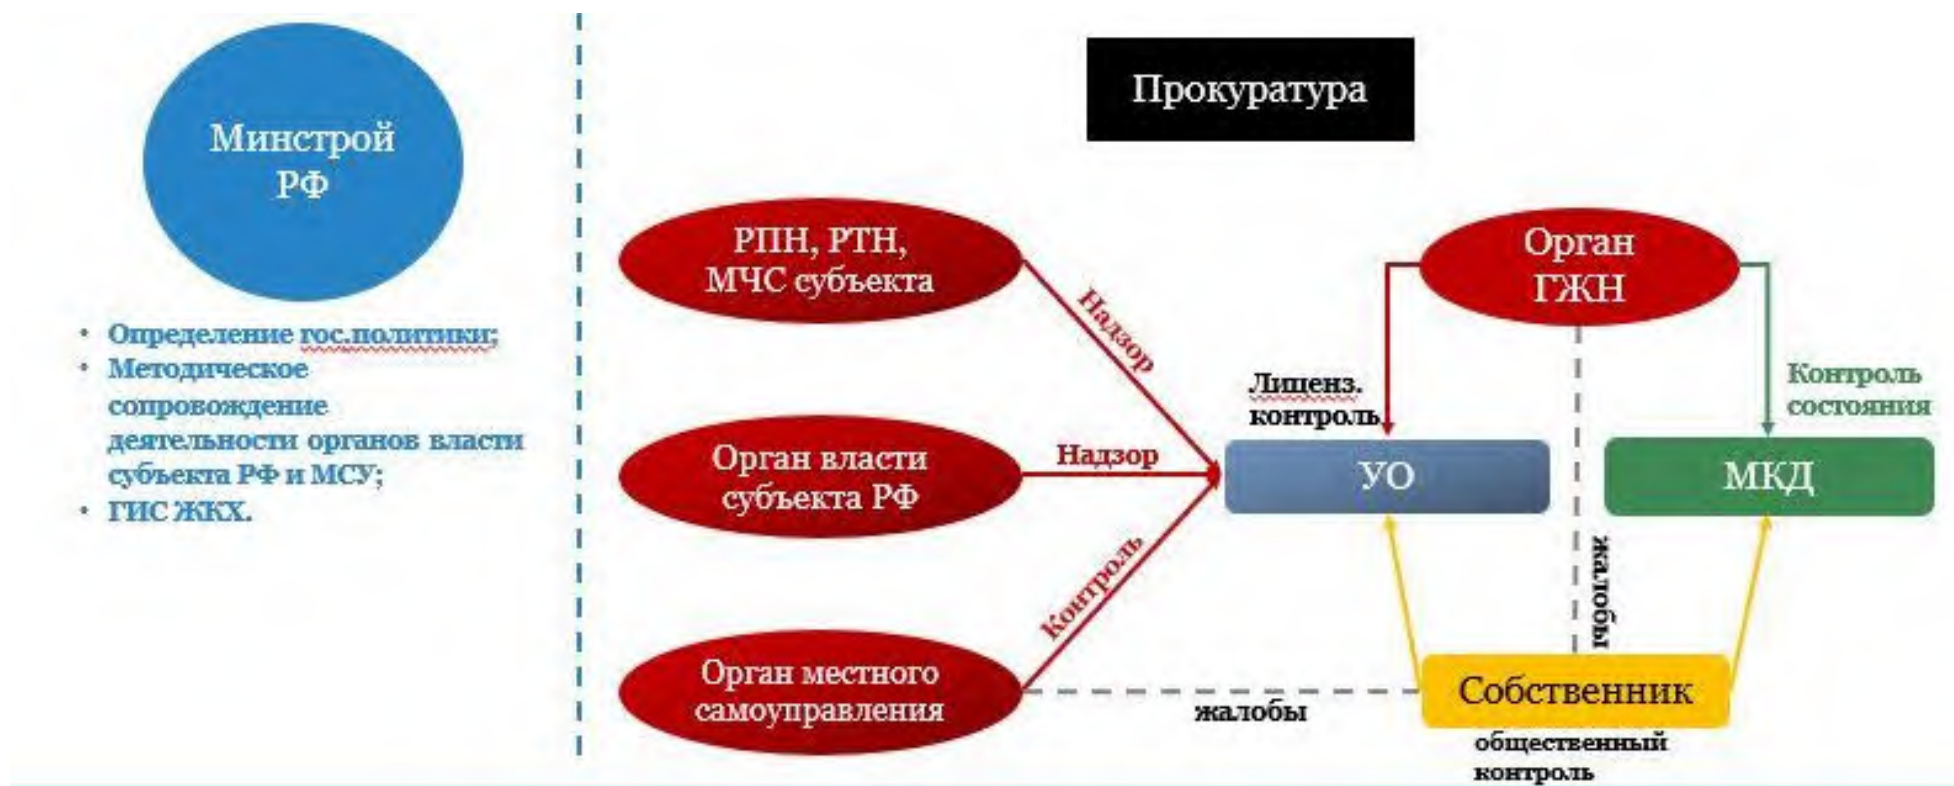 Минстрой
РФ
• Определение гос.политики;
• Методическое
сопровождение
деятельности органов власти
субъекта РФ и МСУ;
• ГИС ЖКХ.
Прокуратура
РПН, РТН,
МЧС субъекта
Надзор
Орган
ГЖН
Лиценз.
контроль
Контроль
состояния
Орган власти
субъекта РФ
Надзор
УО
МКД
Контроль
жалобы
Орган местного
самоуправления
жалобы
Собственник
общественный
контроль